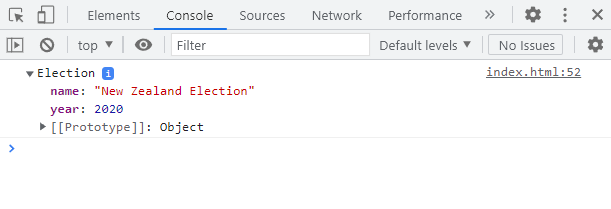 Elements Console Sources Network Performance »
top ▼ Filter Default levels ▼ No Issues
▼Election i index.html:52
name: "New Zealand Election"
year: 2020
▶[[Prototype]]: Object
>